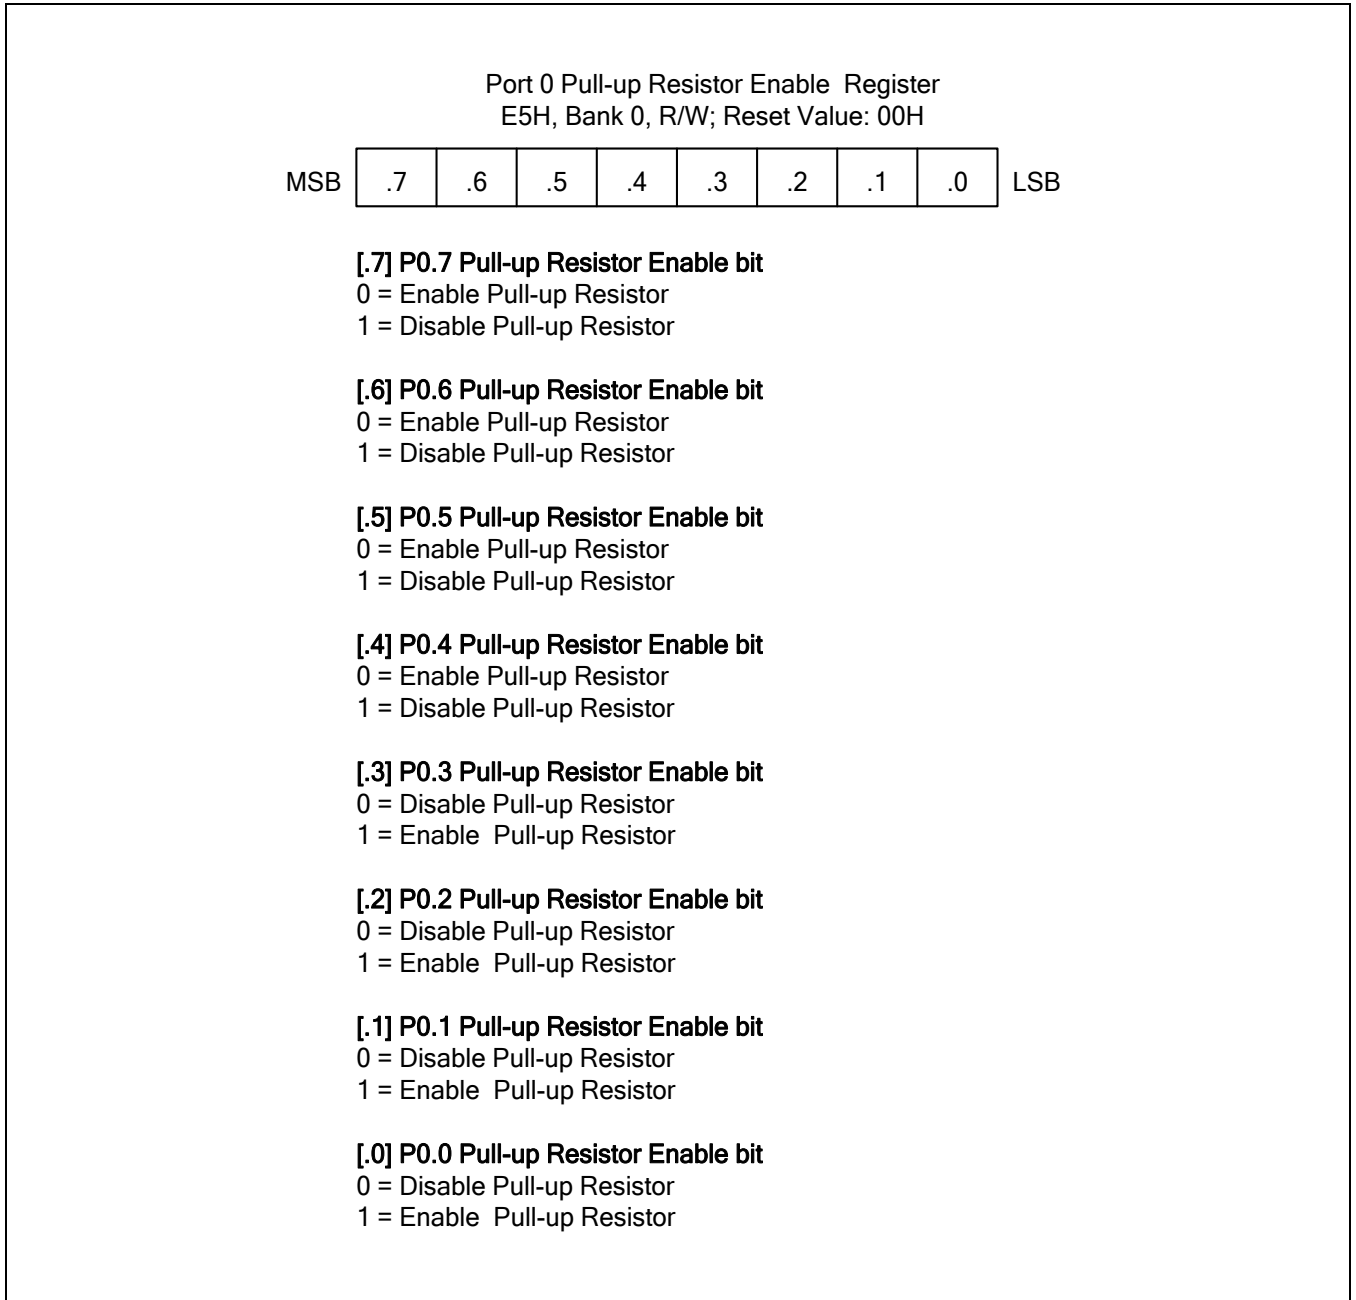 Port 0 Pull-up Resistor Enable  Register
E5H, Bank 0, R/W; Reset Value: 00H
MSB .7 .6 .5 .4 .3 .2 .1 .0 LSB
[.7] P0.7 Pull-up Resistor Enable bit
0 = Enable Pull-up Resistor
1 = Disable Pull-up Resistor
[.6] P0.6 Pull-up Resistor Enable bit
0 = Enable Pull-up Resistor
1 = Disable Pull-up Resistor
[.5] P0.5 Pull-up Resistor Enable bit
0 = Enable Pull-up Resistor
1 = Disable Pull-up Resistor
[.4] P0.4 Pull-up Resistor Enable bit
0 = Enable Pull-up Resistor
1 = Disable Pull-up Resistor
[.3] P0.3 Pull-up Resistor Enable bit
0 = Disable Pull-up Resistor
1 = Enable  Pull-up Resistor
[.2] P0.2 Pull-up Resistor Enable bit
0 = Disable Pull-up Resistor
1 = Enable  Pull-up Resistor
[.1] P0.1 Pull-up Resistor Enable bit
0 = Disable Pull-up Resistor
1 = Enable  Pull-up Resistor
[.0] P0.0 Pull-up Resistor Enable bit
0 = Disable Pull-up Resistor
1 = Enable  Pull-up Resistor